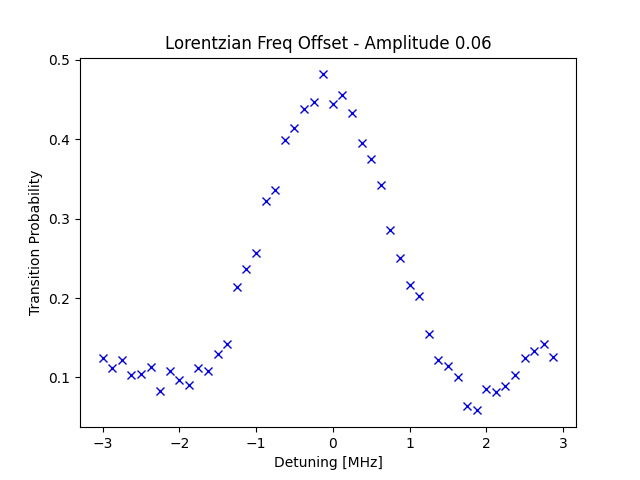 Lorentzian Freq Offset - Amplitude 0.06
0.5
0.4
0.3
0.2
0.1
Transition Probability
−3 −2 −1 0 1 2 3
Detuning [MHz]